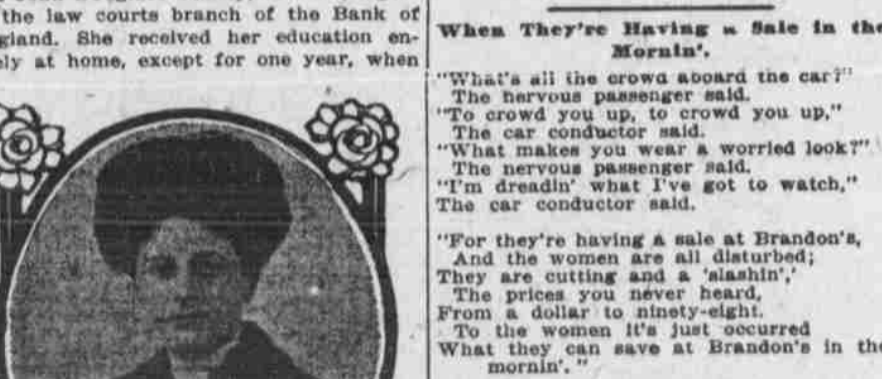 the law courts branch of the Bank of
gland. She received her education en-
ly at home, except for one year, when
When They're Having a Sale in the
Mornin'.
"What's all the crowd aboard the car?"
The nervous passenger said.
"To crowd you up, to crowd you up,"
The car conductor said.
"What makes you wear a worried look?"
The nervous passenger said.
"I'm dreadin' what I've got to watch,"
The car conductor said.
"For they're having a sale at Brandon's,
And the women are all disturbed;
They are cutting and a 'slashin','
The prices you never heard,
From a dollar to ninety-eight.
To the women it's just occurred
What they can save at Brandon's in the
mornin'."